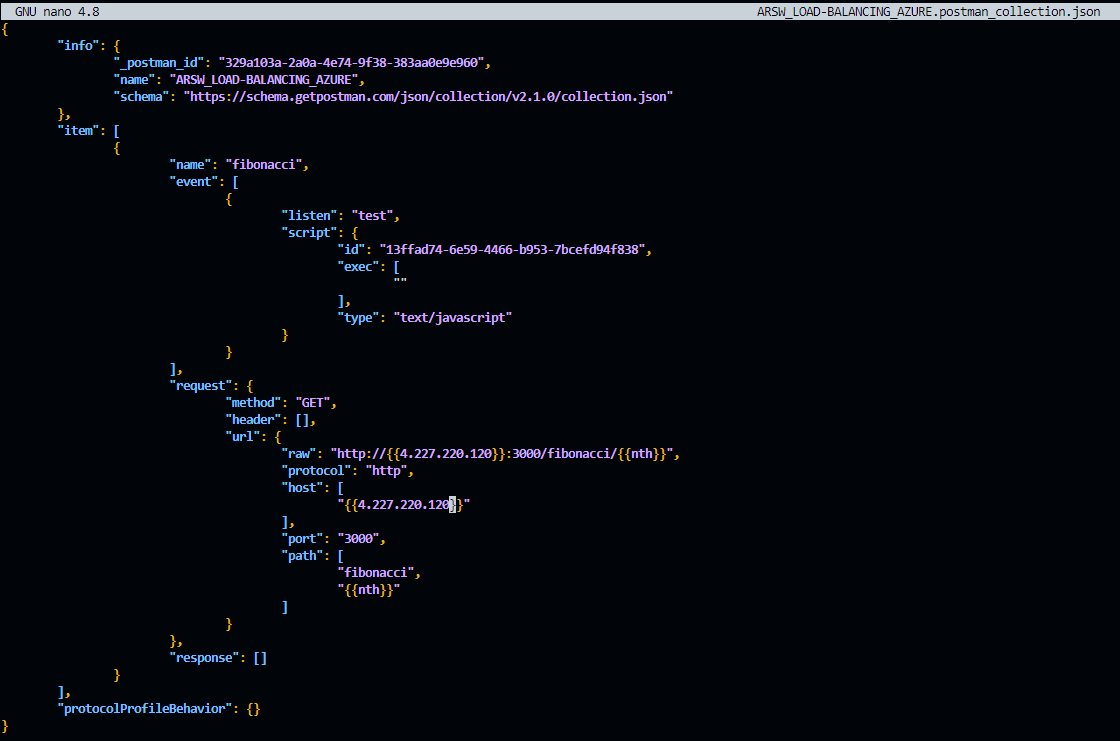 GNU nano 4.8 ARSW_LOAD-BALANCING_AZURE.postman_collection.json
{
"info": {
"_postman_id": "329a103a-2a0a-4e74-9f38-383aa0e9e960",
"name": "ARSW_LOAD-BALANCING_AZURE",
"schema": "https://schema.getpostman.com/json/collection/v2.1.0/collection.json"
},
"item": [
{
"name": "fibonacci",
"event": [
{
"listen": "test",
"script": {
"id": "13ffad74-6e59-4466-b953-7bcefd94f838",
"exec": [
""
],
"type": "text/javascript"
}
}
],
"request": {
"method": "GET",
"header": [],
"url": {
"raw": "http://{{4.227.220.120}}:3000/fibonacci/{{nth}}",
"protocol": "http",
"host": [
"{{4.227.220.120}}"
],
"port": "3000",
"path": [
"fibonacci",
"{{nth}}"
]
}
},
"response": []
}
],
"protocolProfileBehavior": {}
}